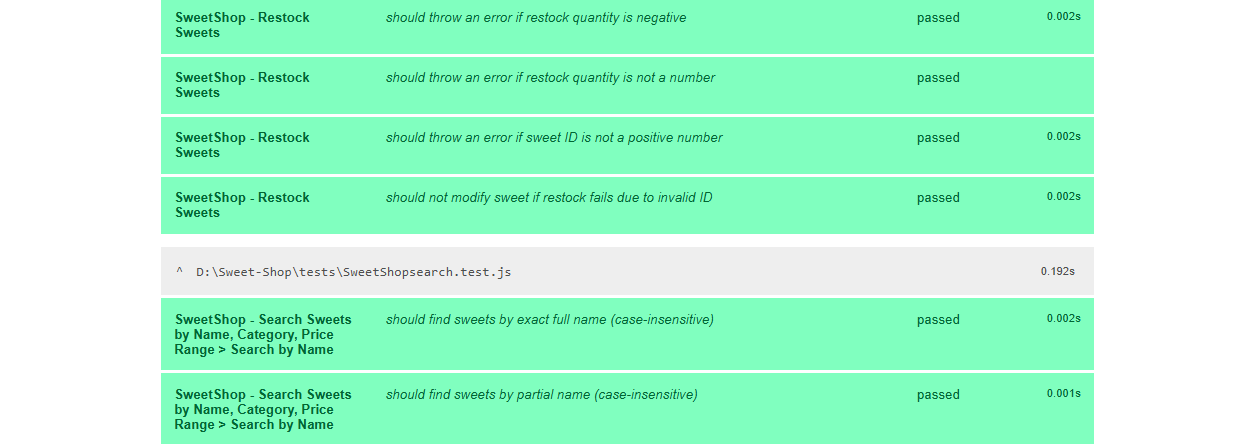 SweetShop - Restock should throw an error if restock quantity is negative passed 0.002s
Sweets
SweetShop - Restock should throw an error if restock quantity is not a number passed
Sweets
SweetShop - Restock should throw an error if sweet ID is not a positive number passed 0.002s
Sweets
SweetShop - Restock should not modify sweet if restock fails due to invalid ID passed 0.002s
Sweets
^ D:\Sweet-Shop\tests\SweetShopsearch.test.js 0.192s
SweetShop - Search Sweets should find sweets by exact full name (case-insensitive) passed 0.002s
by Name, Category, Price
Range > Search by Name
SweetShop - Search Sweets should find sweets by partial name (case-insensitive) passed 0.001s
by Name, Category, Price
Range > Search by Name